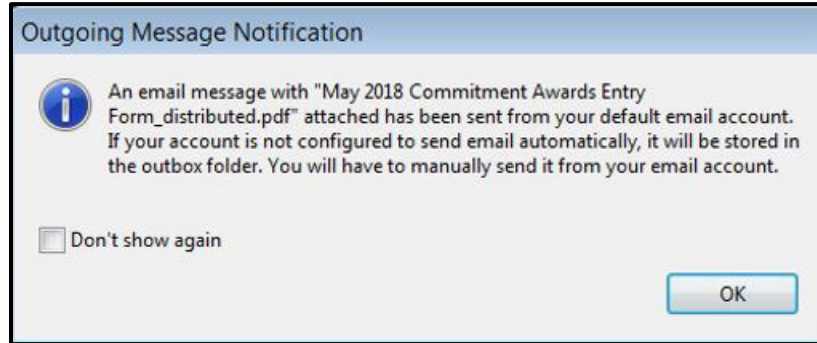 Outgoing Message Notification
An email message with "May 2018 Commitment Awards Entry
Form_distributed.pdf" attached has been sent from your default email account.
If your account is not configured to send email automatically, it will be stored in
the outbox folder. You will have to manually send it from your email account.
Don't show again
OK